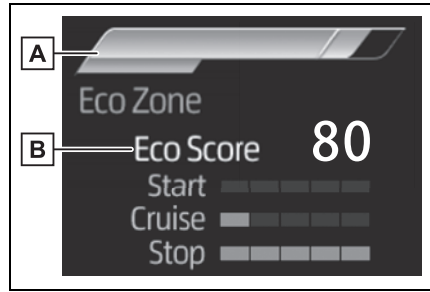 A
Eco Zone
B
Eco Score 80
Start
Cruise
Stop